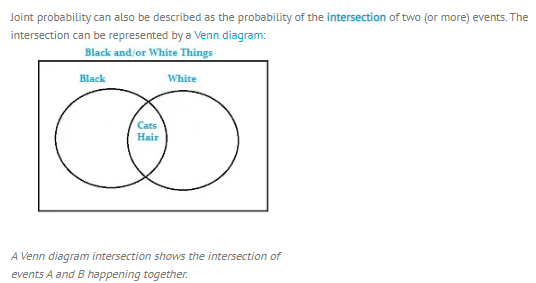 Joint probability can also be described as the probability of the intersection of two (or more) events. The
intersection can be represented by a Venn diagram:
Black and/or White Things
Black
White
Cats
Hair
A Venn diagram intersection shows the intersection of
events A and B happening together.